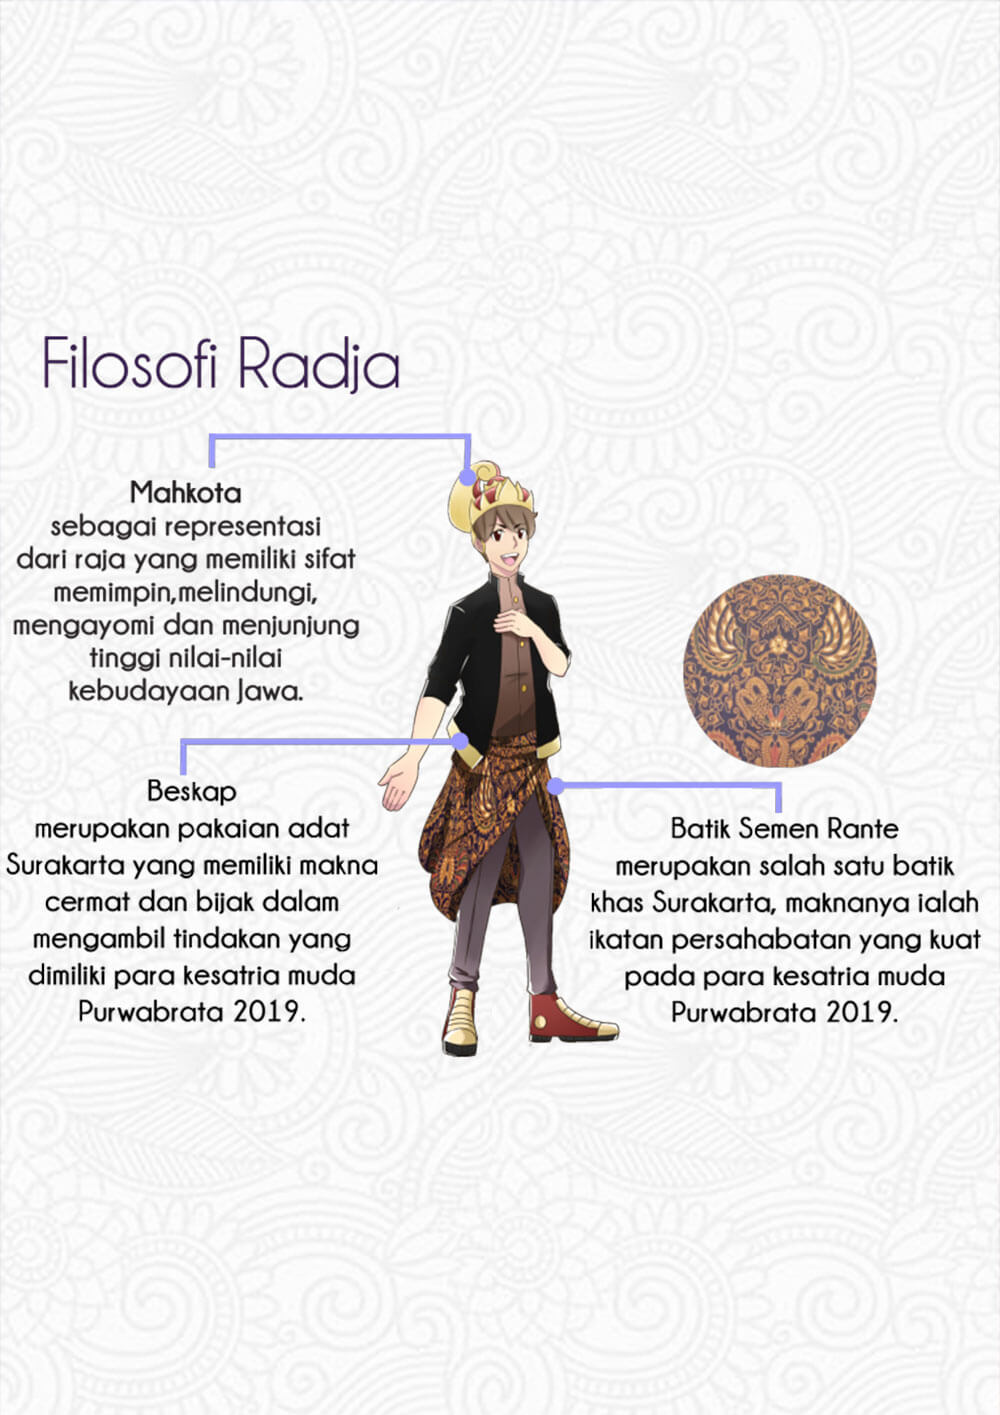 Filosofi Radja
Mahkota
sebagai representasi
dari raja yang memiliki sifat
memimpin,melindungi,
mengayomi dan menjunjung
tinggi nilai-nilai
kebudayaan Jawa.
Beskap
merupakan pakaian adat
Surakarta yang memiliki makna
cermat dan bijak dalam
mengambil tindakan yang
dimiliki para kesatria muda
Purwabrata 2019.
Batik Semen Rante
merupakan salah satu batik
khas Surakarta, maknanya ialah
ikatan persahabatan yang kuat
pada para kesatria muda
Purwabrata 2019.